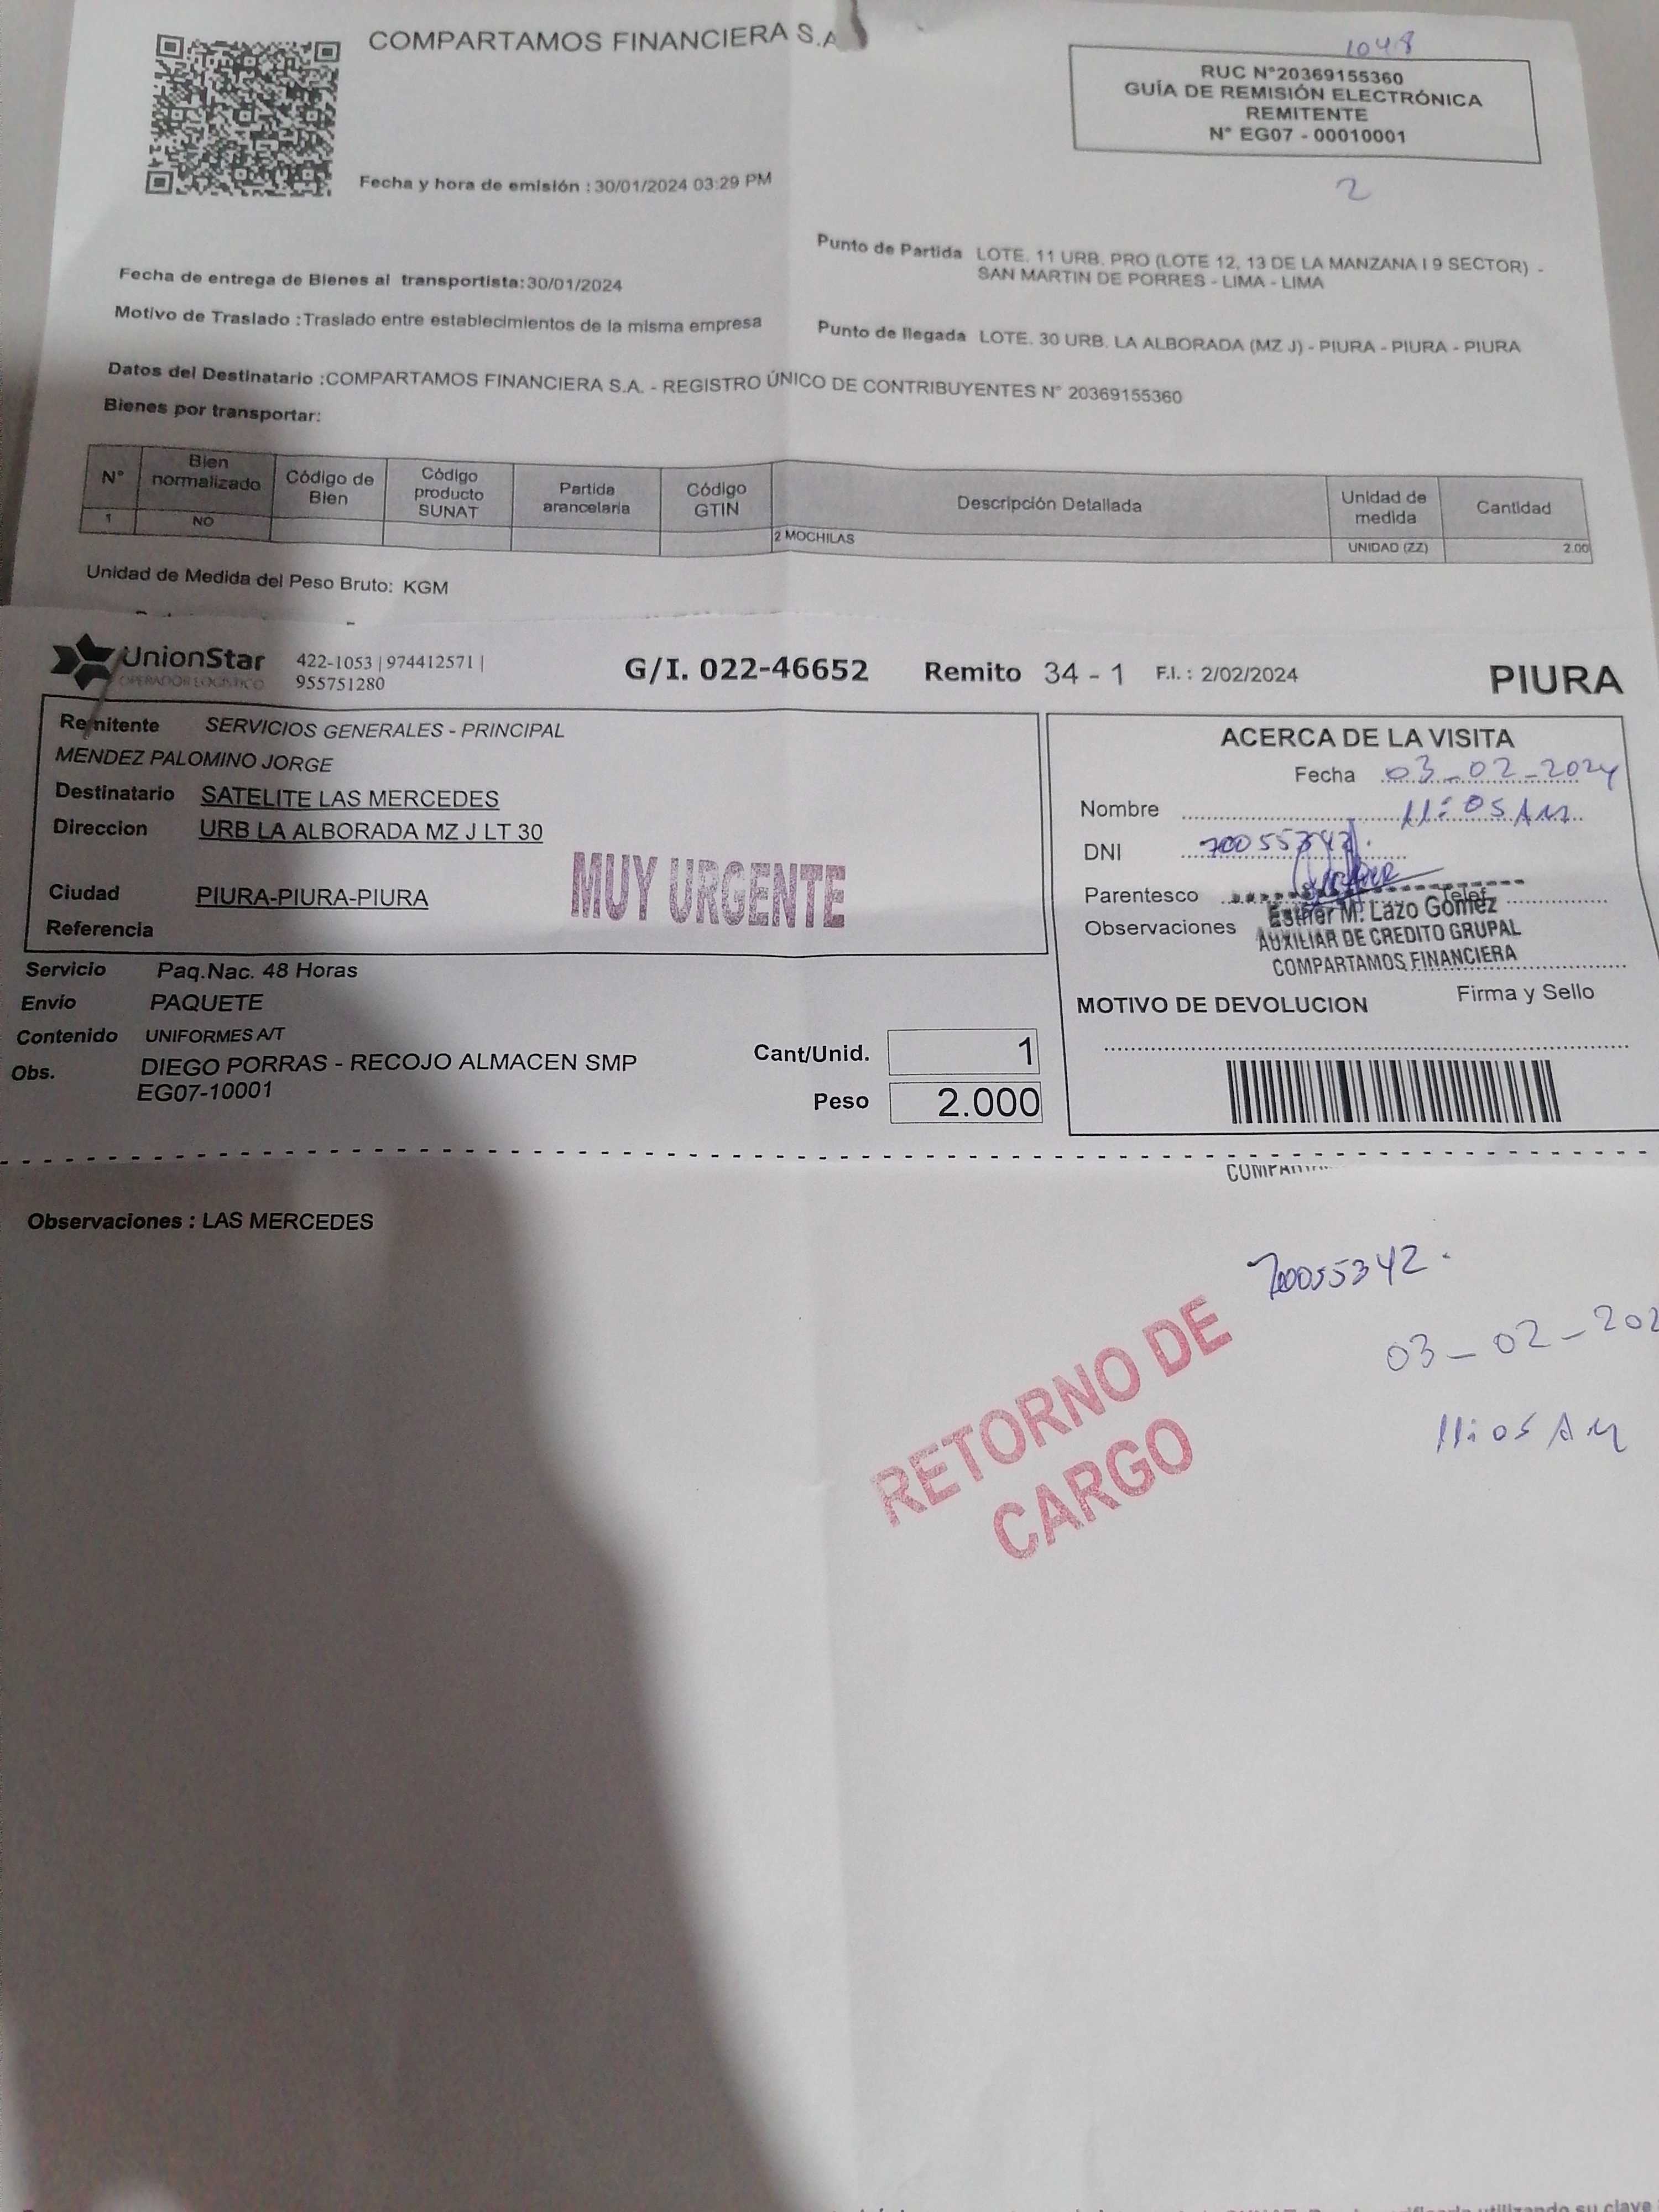 COMPARTAMOS FINANCIERA S.A
1048
RUC N°20369155360
GUÍA DE REMISIÓN ELECTRÓNICA
REMITENTE
N° EG07 - 00010001
2
Fecha y hora de emisión : 30/01/2024 03:29 PM
Punto de Partida LOTE. 11 URB. PRO (LOTE 12, 13 DE LA MANZANA I 9 SECTOR) -
SAN MARTIN DE PORRES - LIMA - LIMA
Fecha de entrega de Bienes al transportista:30/01/2024
Motivo de Traslado :Traslado entre establecimientos de la misma empresa
Punto de llegada LOTE. 30 URB. LA ALBORADA (MZ J) - PIURA - PIURA - PIURA
Datos del Destinatario :COMPARTAMOS FINANCIERA S.A. - REGISTRO ÚNICO DE CONTRIBUYENTES N° 20369155360
Bienes por transportar:
N° Bien normalizado Código de Bien Código producto SUNAT Partida arancelaria Código GTIN Descripción Detallada Unidad de medida Cantidad
1 NO 2 MOCHILAS UNIDAD (ZZ) 2.00
Unidad de Medida del Peso Bruto: KGM
UnionStar 422-1053 | 974412571 | G/I. 022-46652 Remito 34 - 1 F.I. : 2/02/2024 PIURA
OPERADOR LOGISTICO 955751280
Remitente SERVICIOS GENERALES - PRINCIPAL
MENDEZ PALOMINO JORGE
Destinatario SATELITE LAS MERCEDES
Direccion URB LA ALBORADA MZ J LT 30
MUY URGENTE
Ciudad PIURA-PIURA-PIURA
Referencia
Servicio Paq.Nac. 48 Horas
Envio PAQUETE
Contenido UNIFORMES A/T
Obs. DIEGO PORRAS - RECOJO ALMACEN SMP
EG07-10001
Cant/Unid. 1
Peso 2.000
ACERCA DE LA VISITA
Fecha 03-02-2024
Nombre 11:05 AM
DNI
Parentesco Telef
Observaciones
Esther M. Lazo Gomez
AUXILIAR DE CREDITO GRUPAL
COMPARTAMOS FINANCIERA
Firma y Sello
MOTIVO DE DEVOLUCION
Observaciones : LAS MERCEDES
70055342.
03-02-202
11:05 AM
RETORNO DE
CARGO